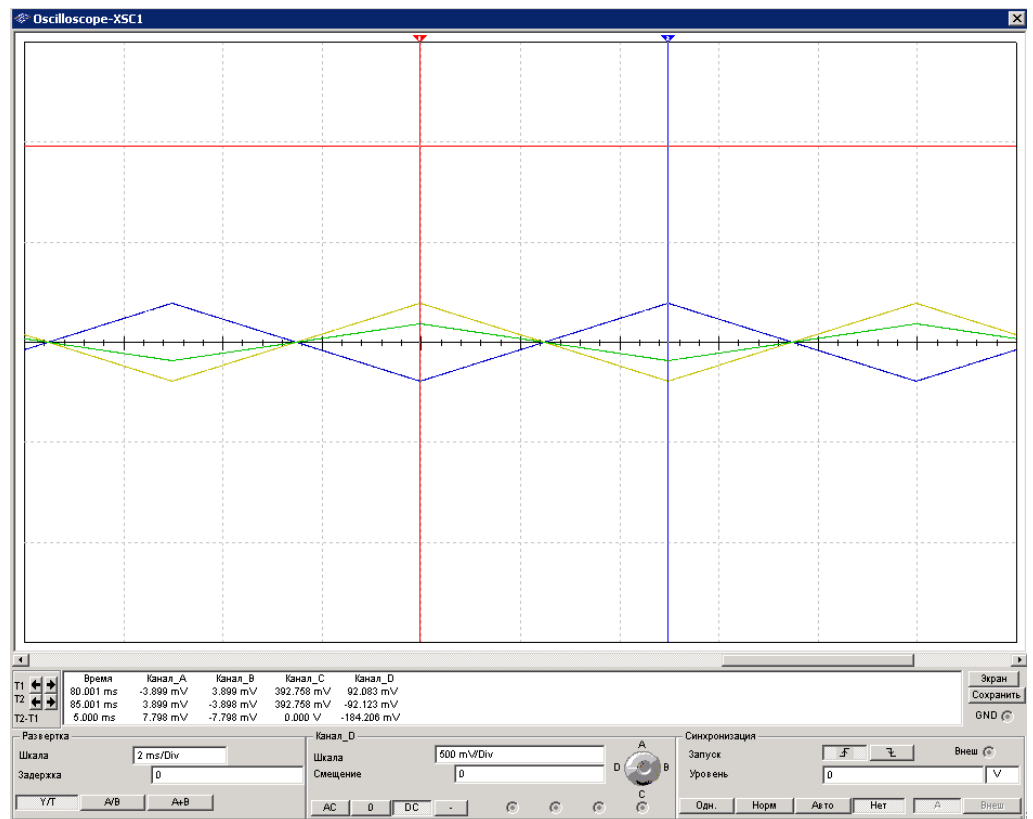 Oscilloscope-XSC1
Время Канал_A Канал_B Канал_C Канал_D
T1 80.001 ms -3.899 mV 3.899 mV 392.758 mV 92.083 mV
T2 85.001 ms 3.899 mV -3.898 mV 392.758 mV -92.123 mV
T2-T1 5.000 ms 7.798 mV -7.798 mV 0.000 V -184.206 mV
Экран
Сохранить
GND
Развертка
Шкала 2 ms/Div
Задержка 0
Y/T A/B A+B
Канал_D
Шкала 500 mV/Div
Смещение 0
A
D B
C
AC 0 DC -
Синхронизация
Запуск Внеш
Уровень 0 V
Одн. Норм Авто Нет A Внеш